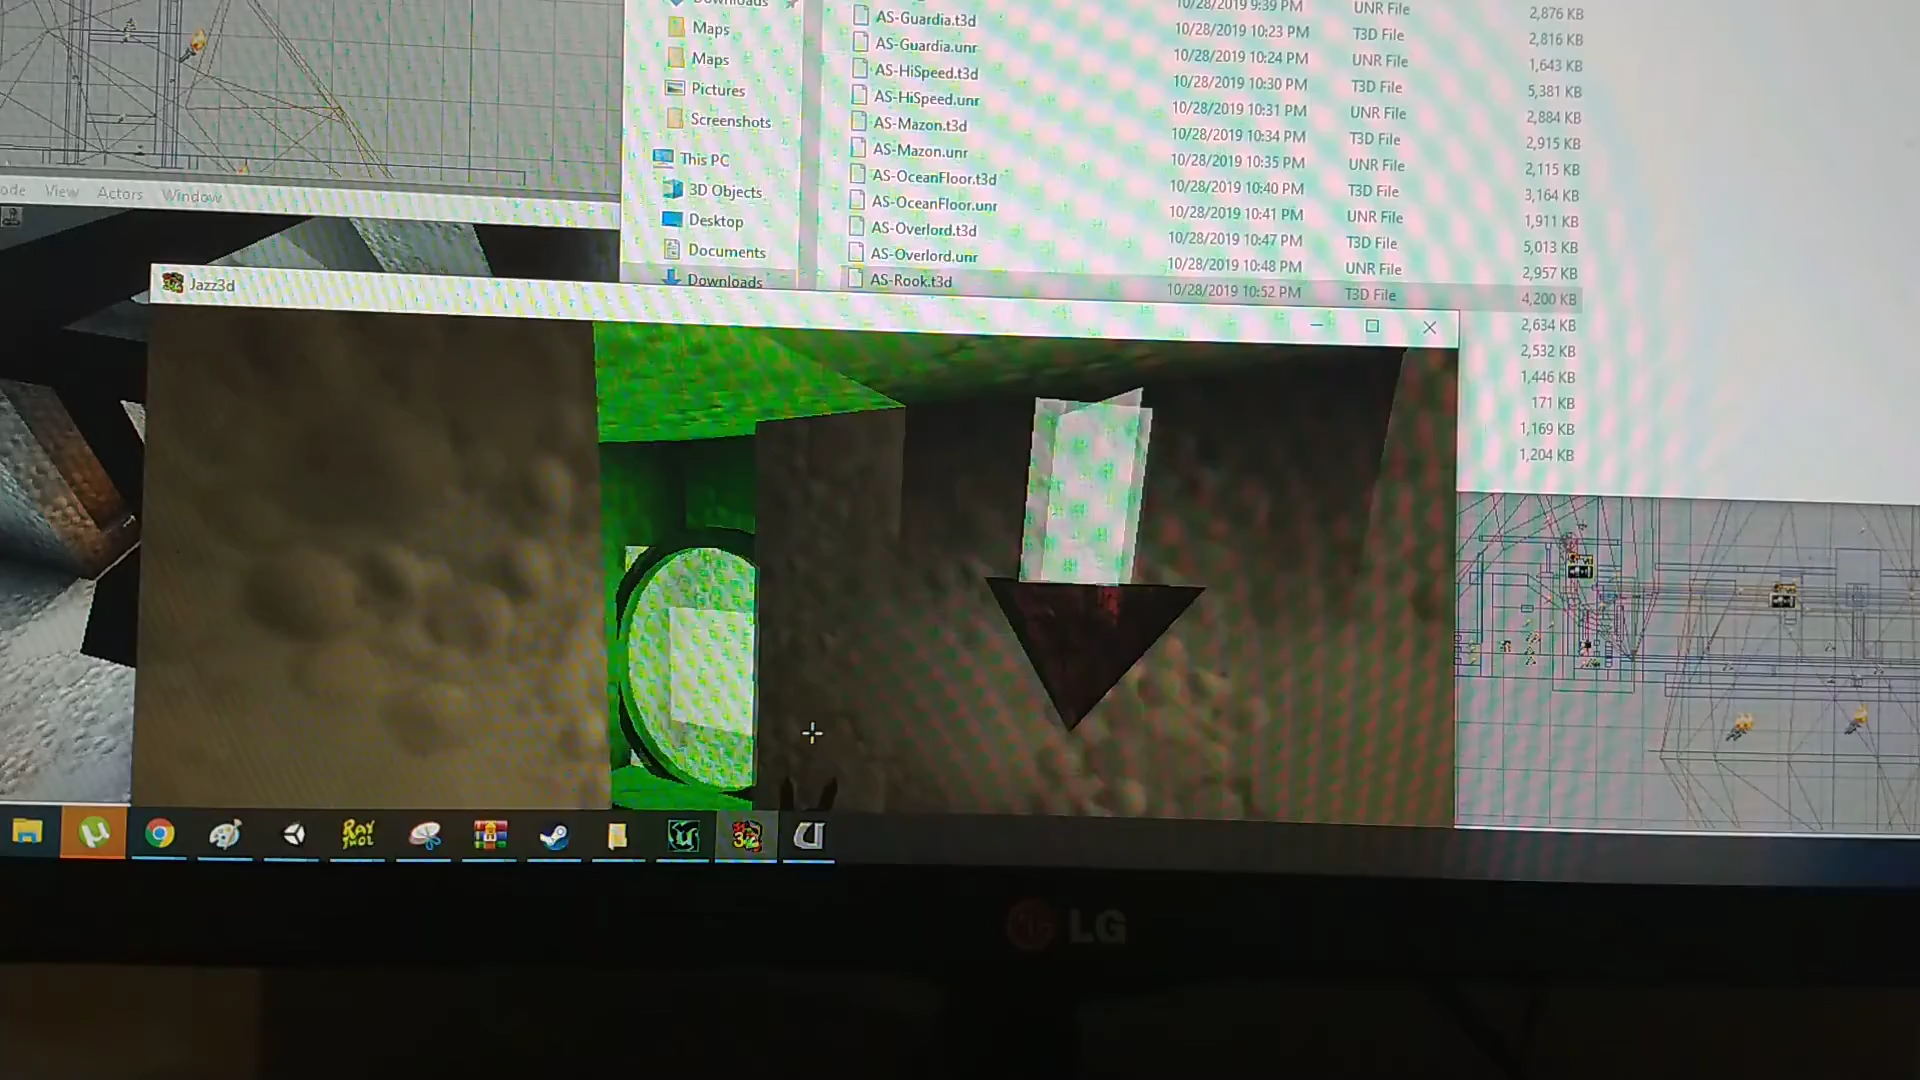 Downloads
Maps
Maps
Pictures
Screenshots
This PC
3D Objects
Desktop
Documents
Downloads
10/28/2019 9:39 PM UNR File 2,876 KB
AS-Guardia.t3d 10/28/2019 10:23 PM T3D File 2,816 KB
AS-Guardia.unr 10/28/2019 10:24 PM UNR File 1,643 KB
AS-HiSpeed.t3d 10/28/2019 10:30 PM T3D File 5,381 KB
AS-HiSpeed.unr 10/28/2019 10:31 PM UNR File 2,884 KB
AS-Mazon.t3d 10/28/2019 10:34 PM T3D File 2,915 KB
AS-Mazon.unr 10/28/2019 10:35 PM UNR File 2,115 KB
AS-OceanFloor.t3d 10/28/2019 10:40 PM T3D File 3,164 KB
AS-OceanFloor.unr 10/28/2019 10:41 PM UNR File 1,911 KB
AS-Overlord.t3d 10/28/2019 10:47 PM T3D File 5,013 KB
AS-Overlord.unr 10/28/2019 10:48 PM UNR File 2,957 KB
AS-Rook.t3d 10/28/2019 10:52 PM T3D File 4,200 KB
2,634 KB
2,532 KB
1,446 KB
171 KB
1,169 KB
1,204 KB
ode View Actors Window
Jazz3d
RAY
LG